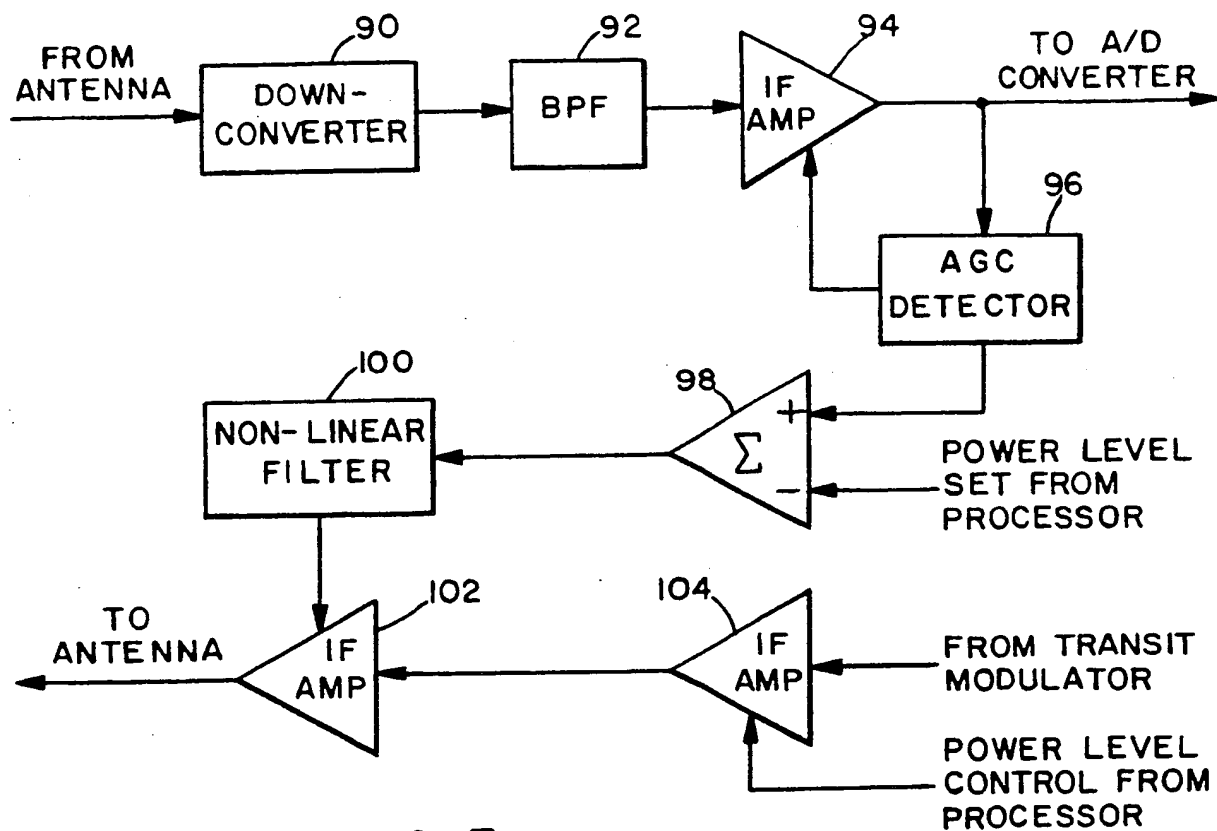 90
92
94
FROM
ANTENNA
DOWN-
CONVERTER
BPF
IF
AMP
TO A/D
CONVERTER
96
AGC
DETECTOR
100
NON-LINEAR
FILTER
98
+
Σ
-
POWER LEVEL
SET FROM
PROCESSOR
TO
ANTENNA
102
IF
AMP
104
IF
AMP
FROM TRANSIT
MODULATOR
POWER LEVEL
CONTROL FROM
PROCESSOR